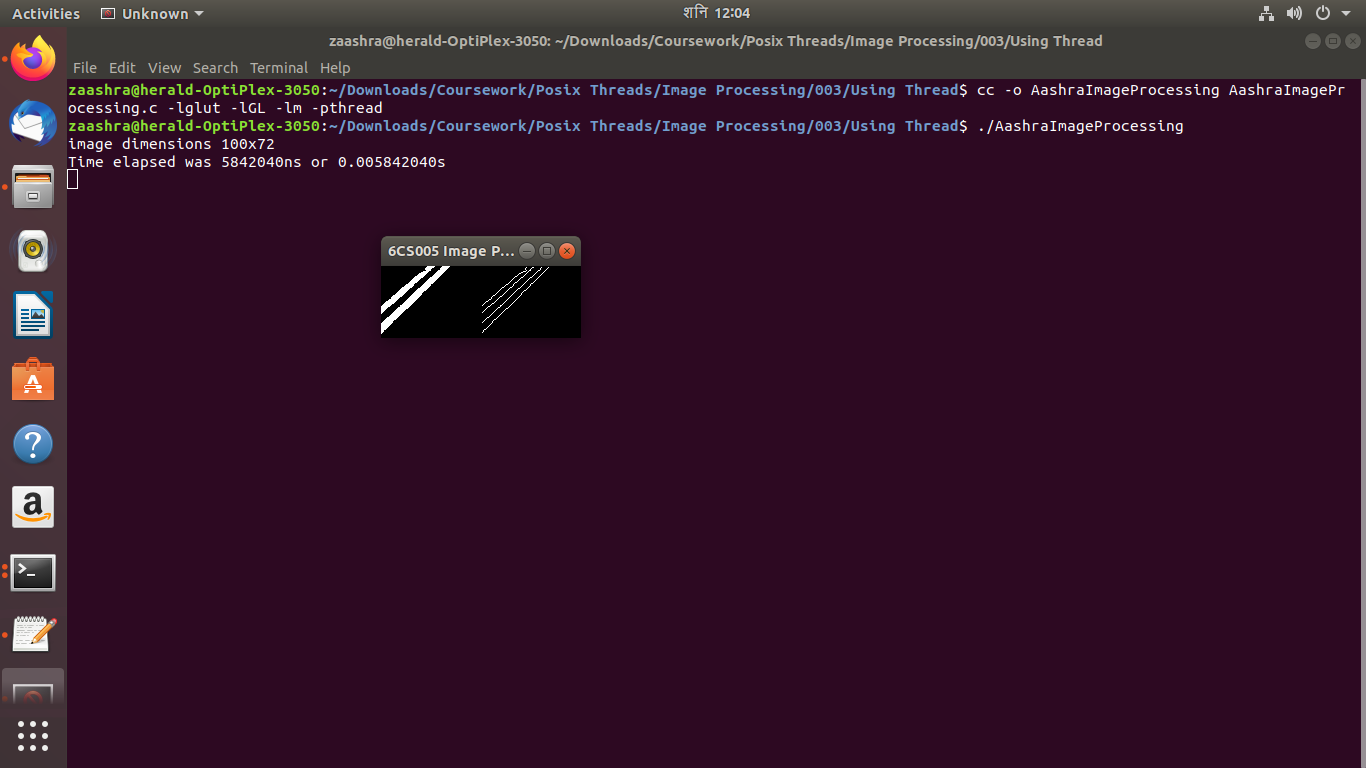 Activities Unknown शनि 12:04
zaashra@herald-OptiPlex-3050: ~/Downloads/Coursework/Posix Threads/Image Processing/003/Using Thread
File Edit View Search Terminal Help
zaashra@herald-OptiPlex-3050:~/Downloads/Coursework/Posix Threads/Image Processing/003/Using Thread$ cc -o AashraImageProcessing AashraImagePr
ocessing.c -lglut -lGL -lm -pthread
zaashra@herald-OptiPlex-3050:~/Downloads/Coursework/Posix Threads/Image Processing/003/Using Thread$ ./AashraImageProcessing
image dimensions 100x72
Time elapsed was 5842040ns or 0.005842040s
6CS005 Image P...